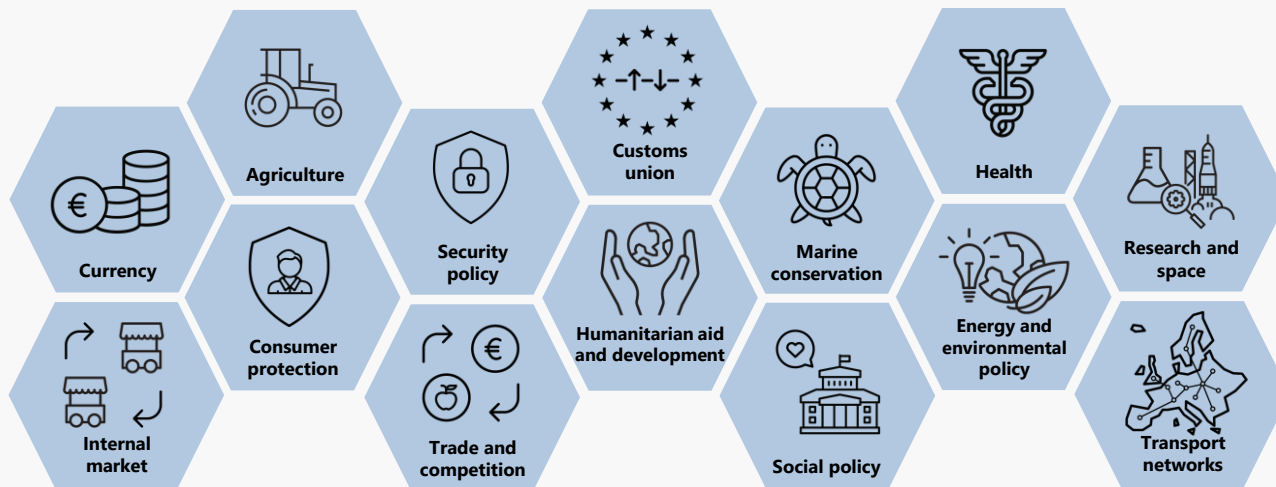 Agriculture
Customs
union
Health
Currency
Security
policy
Marine
conservation
Research and
space
Consumer
protection
Humanitarian aid
and development
Energy and
environmental
policy
Internal
market
Trade and
competition
Social policy
Transport
networks